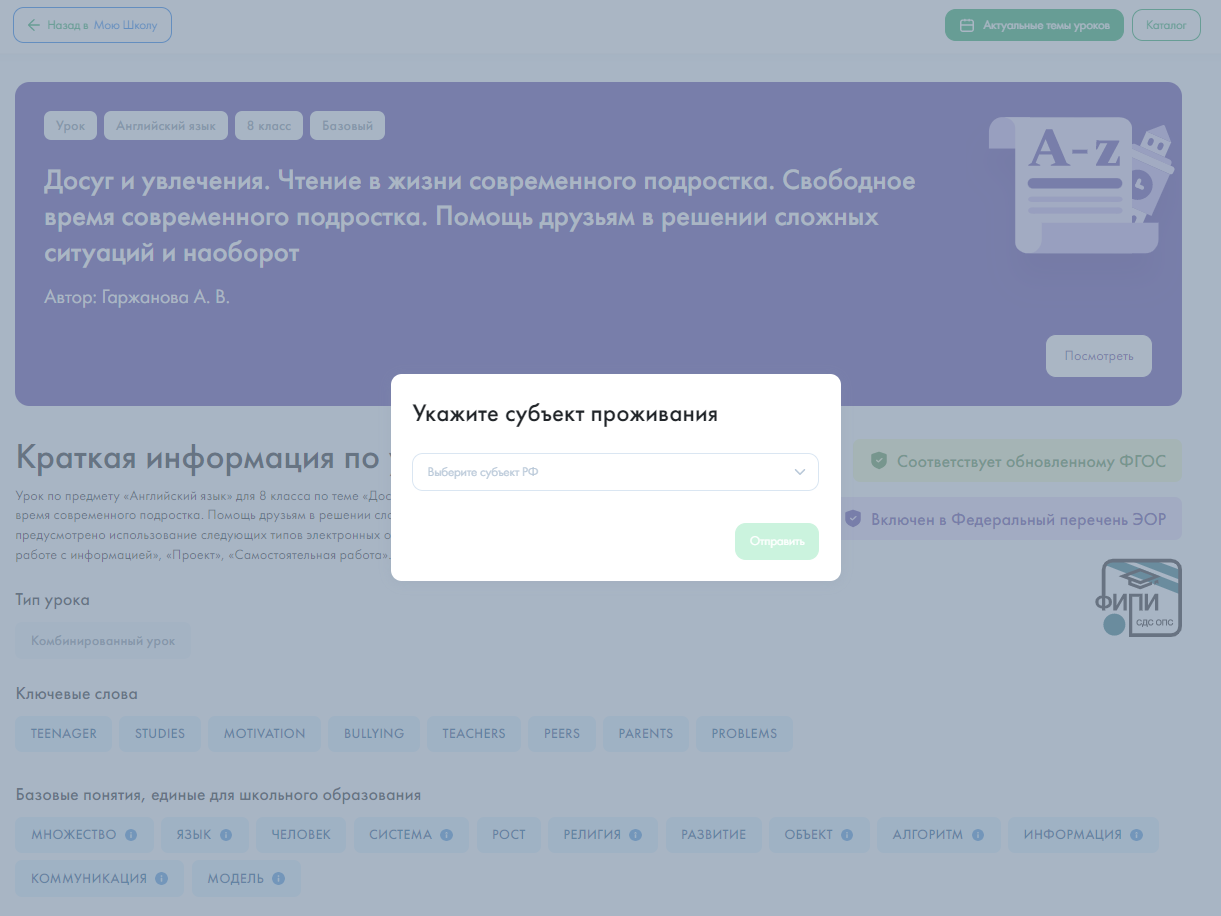 Назад в Мою Школу
Актуальные темы уроков
Каталог
Урок
Английский язык
8 класс
Базовый
A-z
Досуг и увлечения. Чтение в жизни современного подростка. Свободное
время современного подростка. Помощь друзьям в решении сложных
ситуаций и наоборот
Автор: Гаржанова А. В.
Посмотреть
Укажите субъект проживания
Выберите субъект РФ
Отправить
Краткая информация по
Соответствует обновленному ФГОС
Урок по предмету «Английский язык» для 8 класса по теме «Дос
время современного подростка. Помощь друзьям в решении сло
предусмотрено использование следующих типов электронных о
работе с информацией», «Проект», «Самостоятельная работа».
Включен в Федеральный перечень ЭОР
ФИПИ
СДС ОПС
Тип урока
Комбинированный урок
Ключевые слова
TEENAGER
STUDIES
MOTIVATION
BULLYING
TEACHERS
PEERS
PARENTS
PROBLEMS
Базовые понятия, единые для школьного образования
МНОЖЕСТВО
ЯЗЫК
ЧЕЛОВЕК
СИСТЕМА
РОСТ
РЕЛИГИЯ
РАЗВИТИЕ
ОБЪЕКТ
АЛГОРИТМ
ИНФОРМАЦИЯ
КОММУНИКАЦИЯ
МОДЕЛЬ